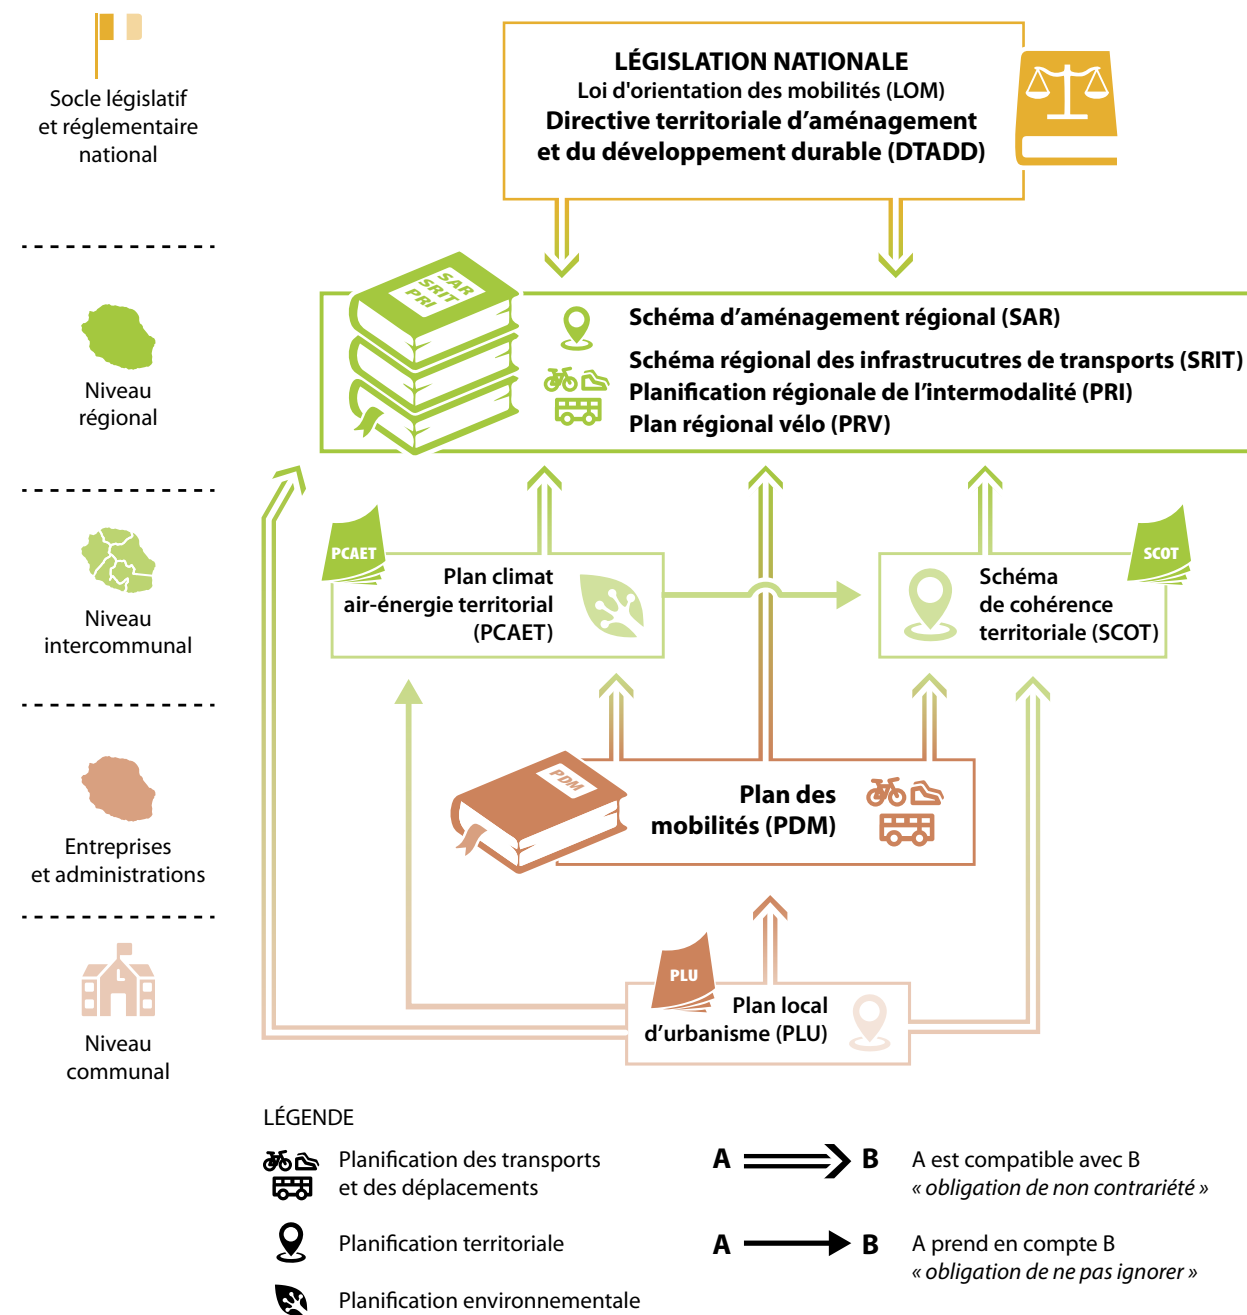 Socle législatif
et réglementaire
national
LÉGISLATION NATIONALE
Loi d'orientation des mobilités (LOM)
Directive territoriale d’aménagement
et du développement durable (DTADD)
Niveau
régional
SAR
SRIT
PRI
Schéma d’aménagement régional (SAR)
Schéma régional des infrastrucutres de transports (SRIT)
Planification régionale de l’intermodalité (PRI)
Plan régional vélo (PRV)
Niveau
intercommunal
PCAET
Plan climat
air-énergie territorial
(PCAET)
SCOT
Schéma
de cohérence
territoriale (SCOT)
Entreprises
et administrations
PDM
Plan des
mobilités (PDM)
Niveau
communal
PLU
Plan local
d’urbanisme (PLU)
LÉGENDE
Planification des transports
et des déplacements
Planification territoriale
Planification environnementale
A B A est compatible avec B
« obligation de non contrariété »
A B A prend en compte B
« obligation de ne pas ignorer »